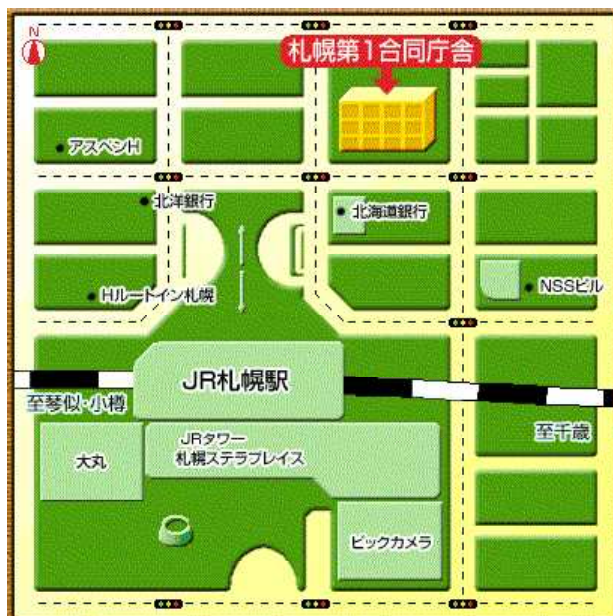 N
札幌第1合同庁舎
アスペンH
北洋銀行
北海道銀行
Hルートイン札幌
NSSビル
JR札幌駅
至琴似・小樽
至千歳
大丸
JRタワー
札幌ステラプレイス
ビックカメラ